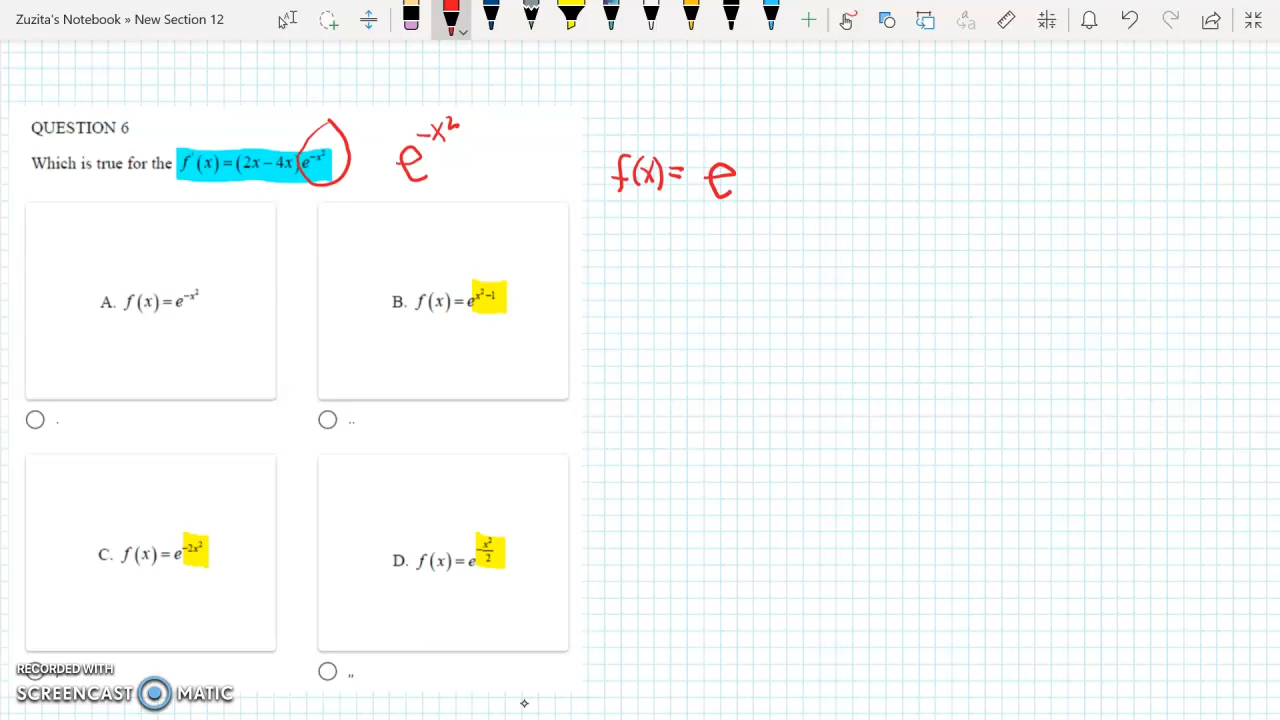 Zuzita's Notebook » New Section 12
QUESTION 6
Which is true for the f'(x) = (2x − 4x)e^{-x²}
e^{-x²}
f(x) = e
A. f(x) = e^{-x²}
B. f(x) = e^{x²-1}
.
..
C. f(x) = e^{-2x²}
D. f(x) = e^{-x²/2}
RECORDED WITH
SCREENCAST MATIC
,,